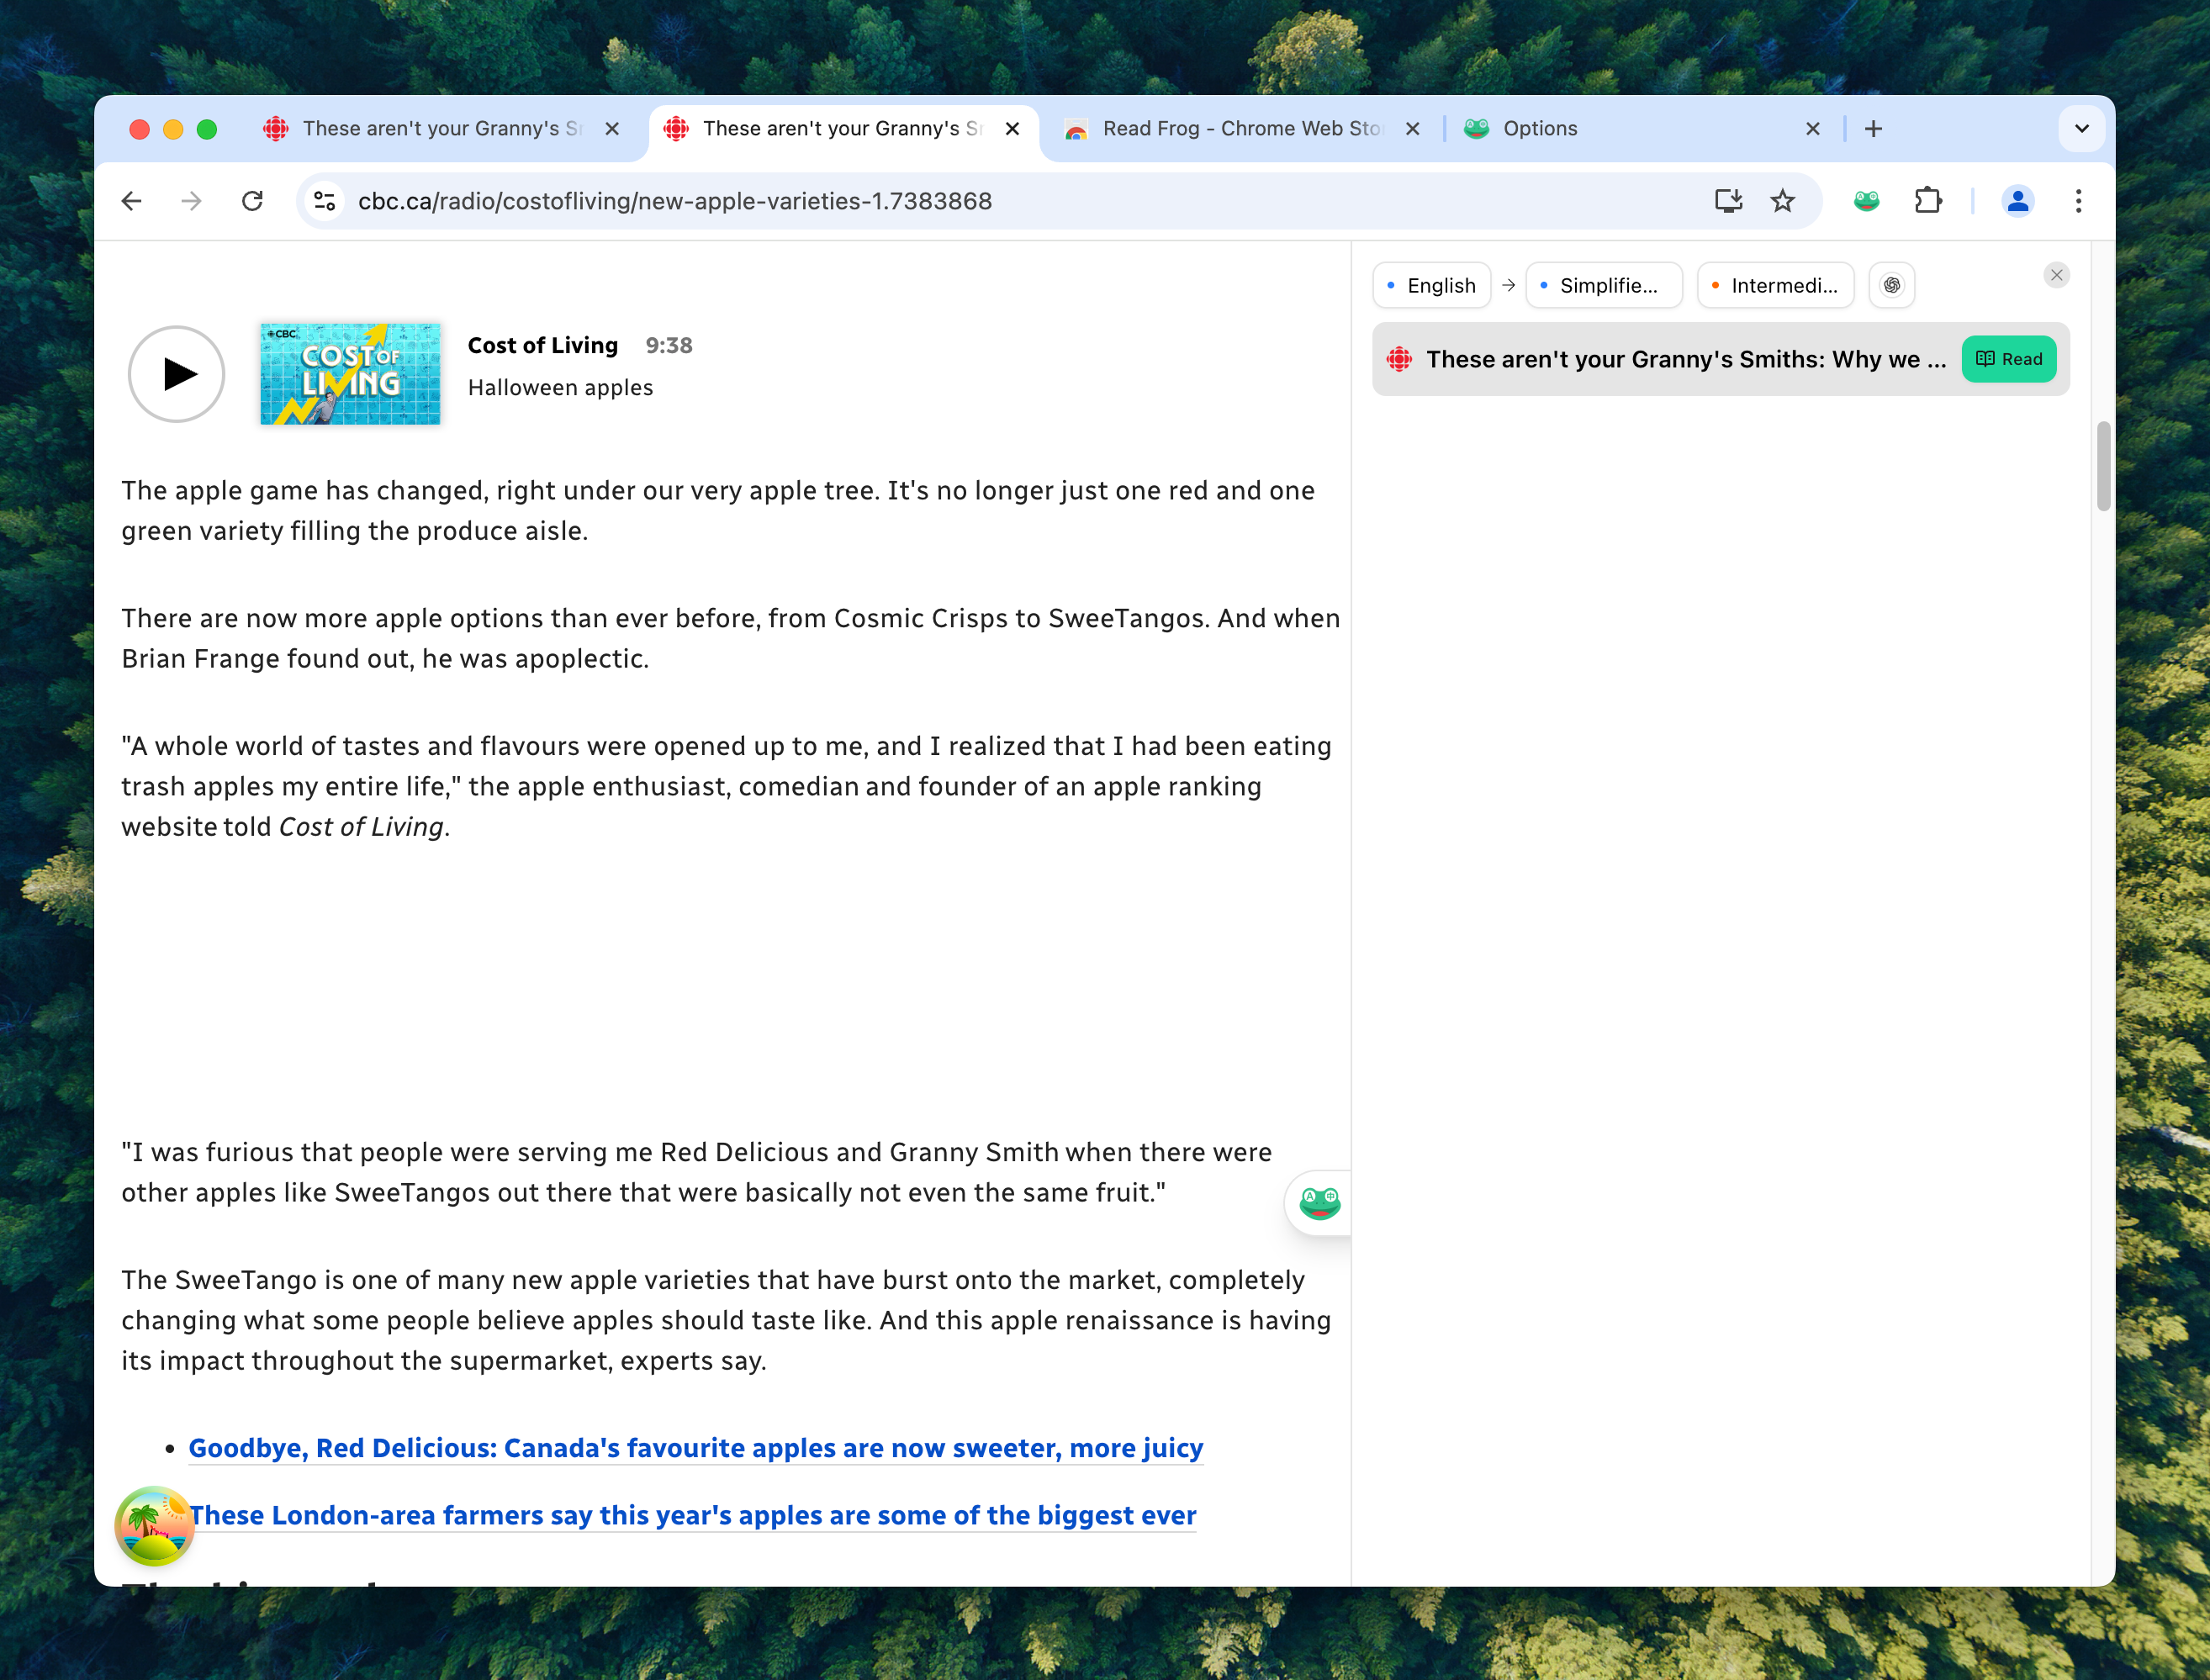 These aren't your Granny's S
These aren't your Granny's S
Read Frog - Chrome Web Sto
Options
cbc.ca/radio/costofliving/new-apple-varieties-1.7383868
English
Simplifie...
Intermedi...
These aren't your Granny's Smiths: Why we ...
Read
CBC
COST OF
LIVING
Cost of Living 9:38
Halloween apples
The apple game has changed, right under our very apple tree. It's no longer just one red and one
green variety filling the produce aisle.
There are now more apple options than ever before, from Cosmic Crisps to SweeTangos. And when
Brian Frange found out, he was apoplectic.
"A whole world of tastes and flavours were opened up to me, and I realized that I had been eating
trash apples my entire life," the apple enthusiast, comedian and founder of an apple ranking
website told Cost of Living.
"I was furious that people were serving me Red Delicious and Granny Smith when there were
other apples like SweeTangos out there that were basically not even the same fruit."
A 中
The SweeTango is one of many new apple varieties that have burst onto the market, completely
changing what some people believe apples should taste like. And this apple renaissance is having
its impact throughout the supermarket, experts say.
Goodbye, Red Delicious: Canada's favourite apples are now sweeter, more juicy
These London-area farmers say this year's apples are some of the biggest ever